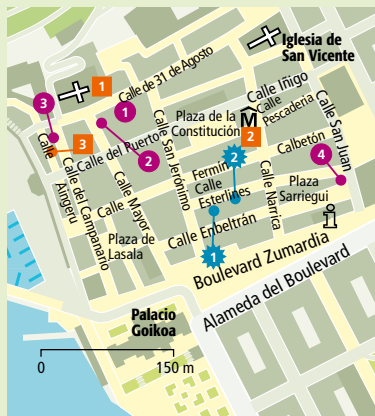 Iglesia de
San Vicente
Calle de 31 de Agosto
3
1
1
Calle Iñigo
Calle
Pescadería
Plaza de la
Constitución
M
2
Calle San Juan
3
Calle
Calle del Puerto
2
Calle San Jerónimo
Calbetón
4
2
Fermín
Calle
Esterlines
Calle del Campanario
Aingeru
Calle Mayor
Calle
Calle Narrica
Plaza
Sarriegui
i
Plaza de
Lasala
Calle Enbeltrán
1
Boulevard Zumardia
Alameda del Boulevard
Palacio
Goikoa
0
150 m